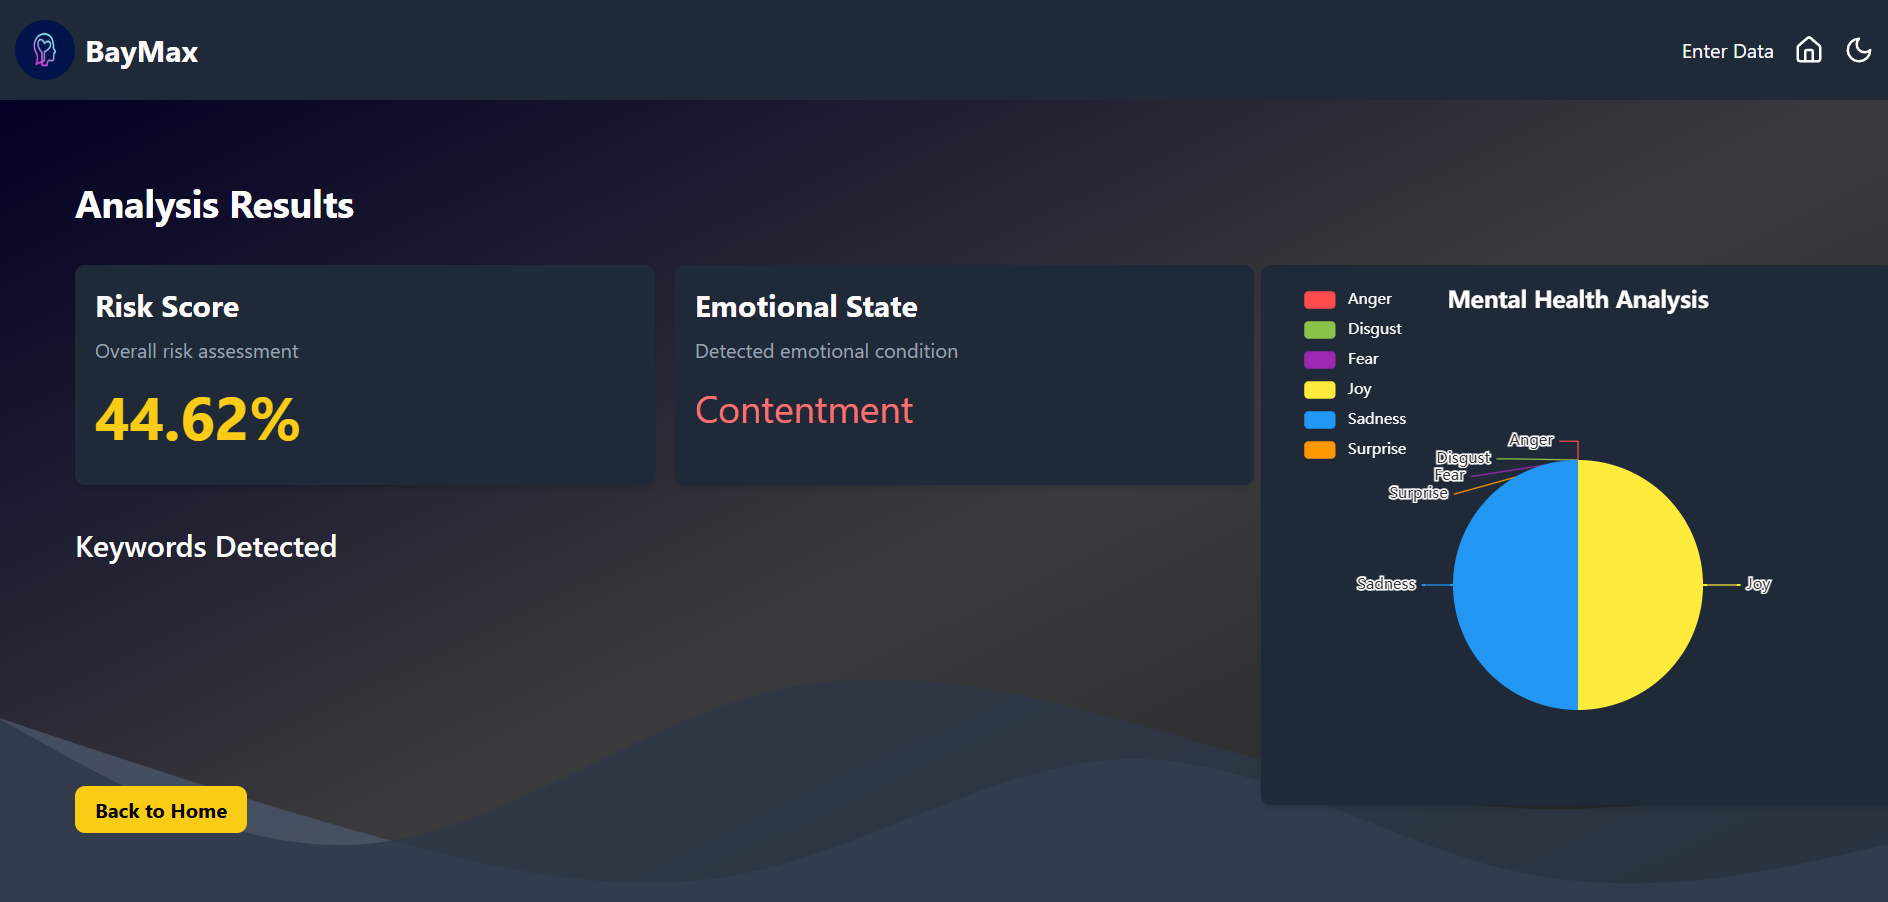 BayMax
Enter Data
Analysis Results
Risk Score
Overall risk assessment
44.62%
Emotional State
Detected emotional condition
Contentment
Mental Health Analysis
Anger
Disgust
Fear
Joy
Sadness
Surprise
Anger
Disgust
Fear
Surprise
Sadness
Joy
Keywords Detected
Back to Home